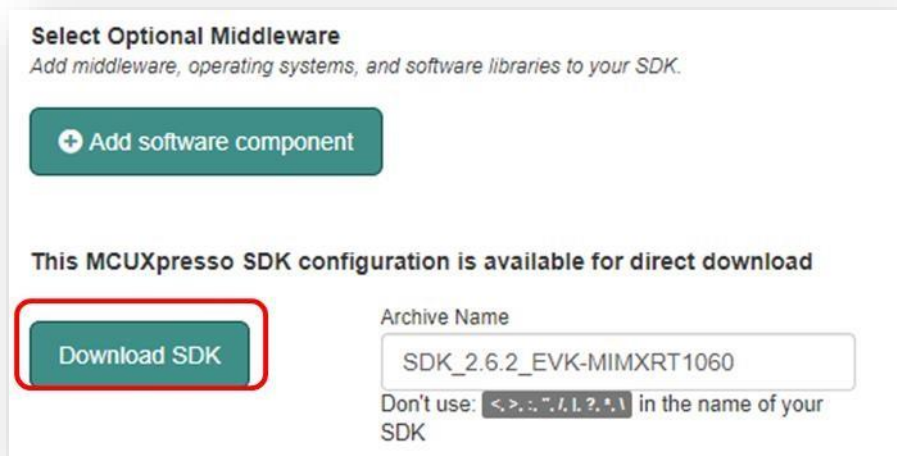 Select Optional Middleware
Add middleware, operating systems, and software libraries to your SDK.
Add software component
This MCUXpresso SDK configuration is available for direct download
Archive Name
Download SDK
SDK_2.6.2_EVK-MIMXRT1060
Don't use: <, >, :, ", /, |, ?, *, \ in the name of your
SDK